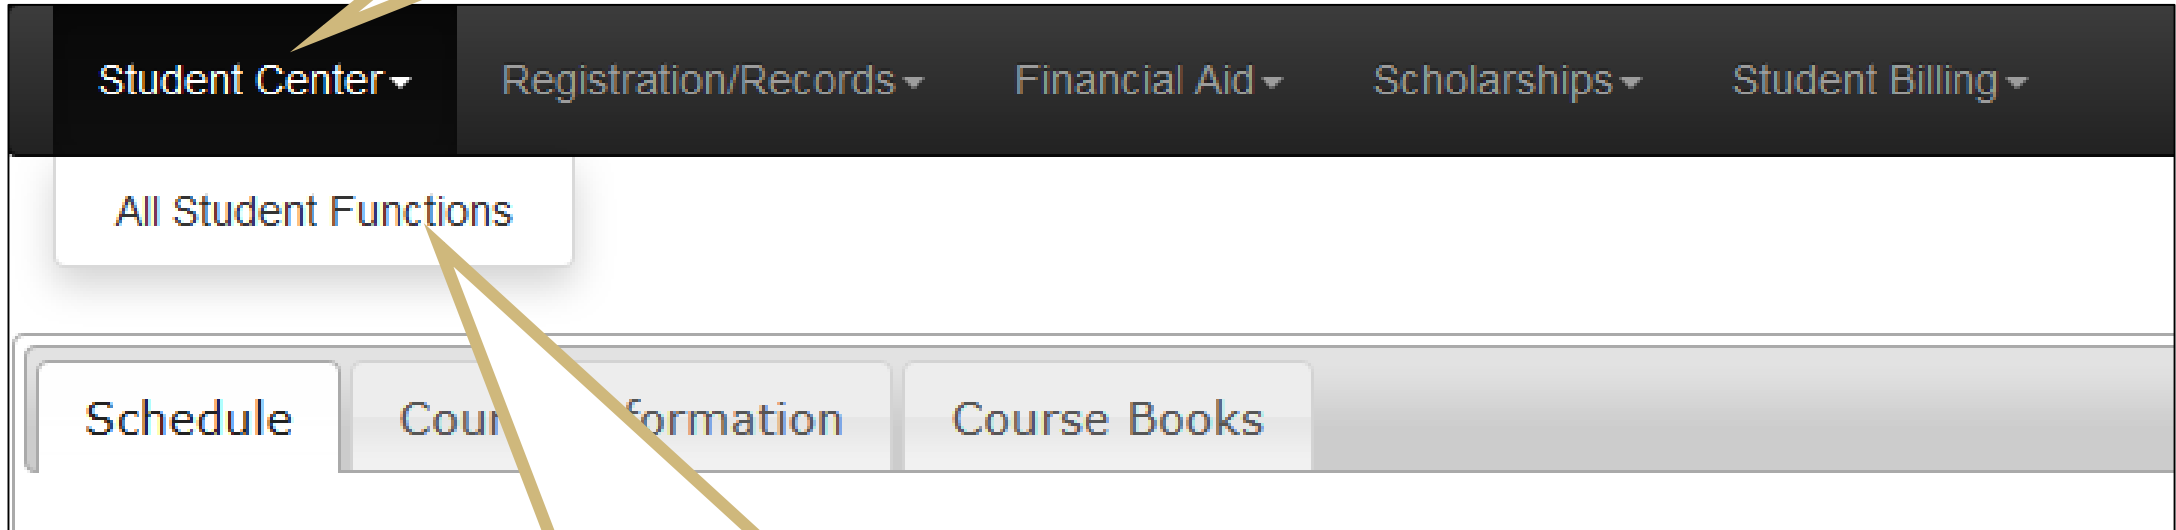 Student Center Registration/Records Financial Aid Scholarships Student Billing
All Student Functions
Schedule Course Books